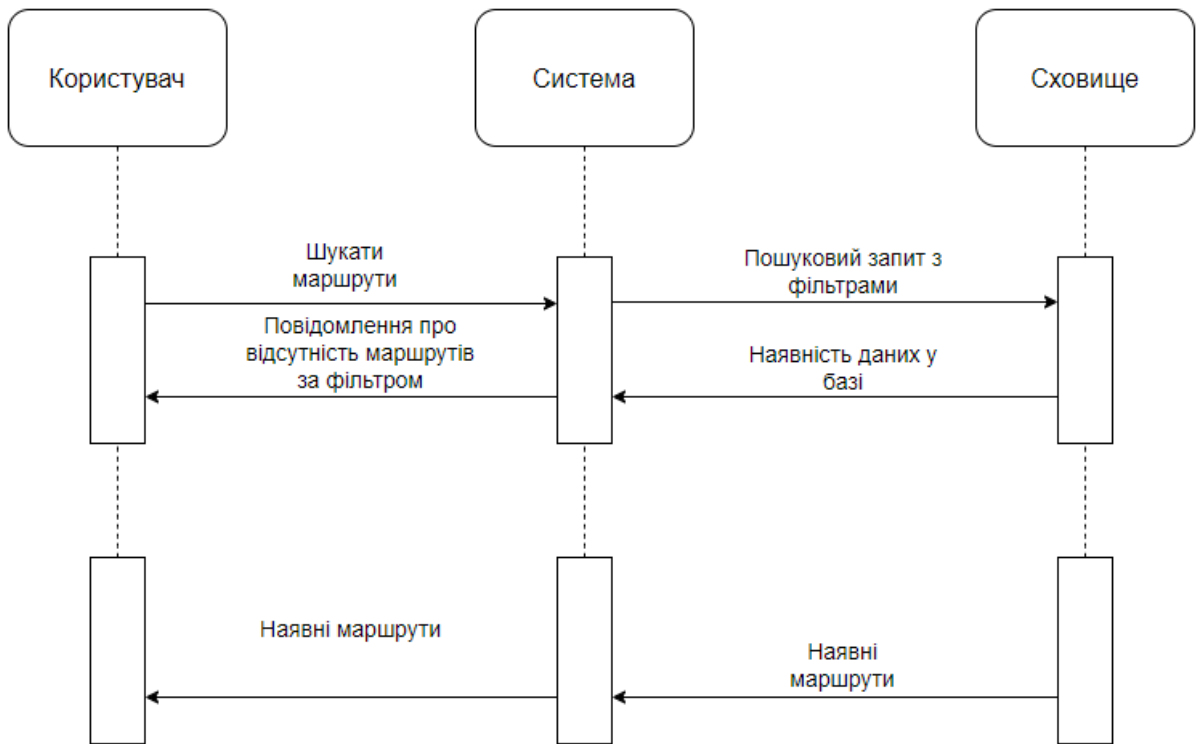 Користувач
Система
Сховище
Шукати
маршрути
Пошуковий запит з
фільтрами
Повідомлення про
відсутність маршрутів
за фільтром
Наявність даних у
базі
Наявні маршрути
Наявні
маршрути